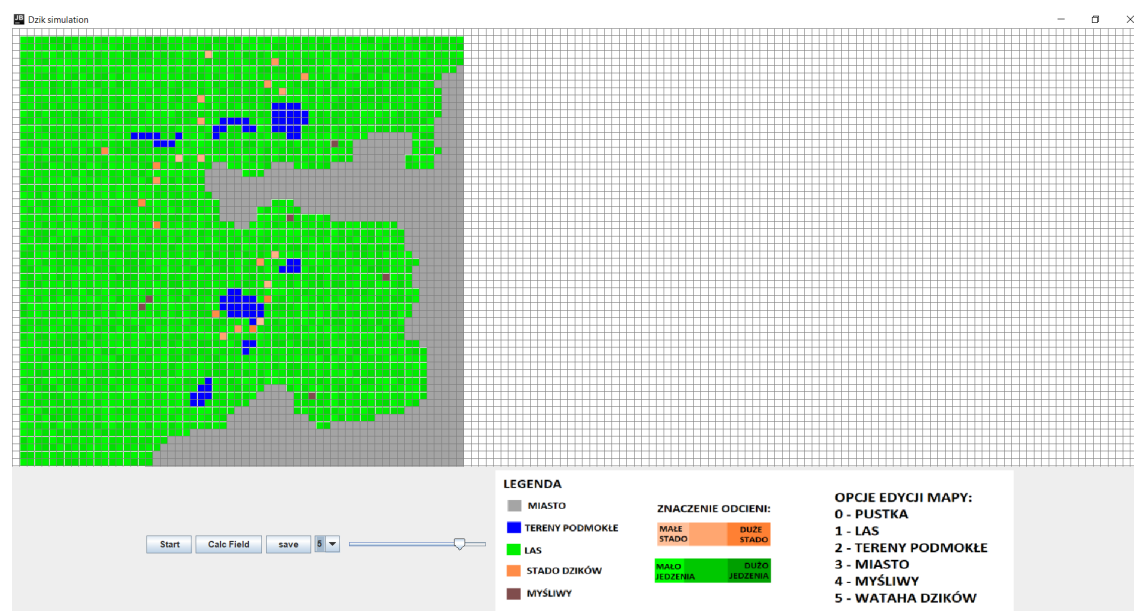 JB Dzik simulation
LEGENDA
MIASTO
TERENY PODMOKŁE
LAS
STADO DZIKÓW
MYŚLIWY
ZNACZENIE ODCIENI:
MAŁE STADO
DUŻE STADO
MAŁO JEDZENIA
DUŻO JEDZENIA
OPCJE EDYCJI MAPY:
0 - PUSTKA
1 - LAS
2 - TERENY PODMOKŁE
3 - MIASTO
4 - MYŚLIWY
5 - WATAHA DZIKÓW
Start
Calc Field
save
5